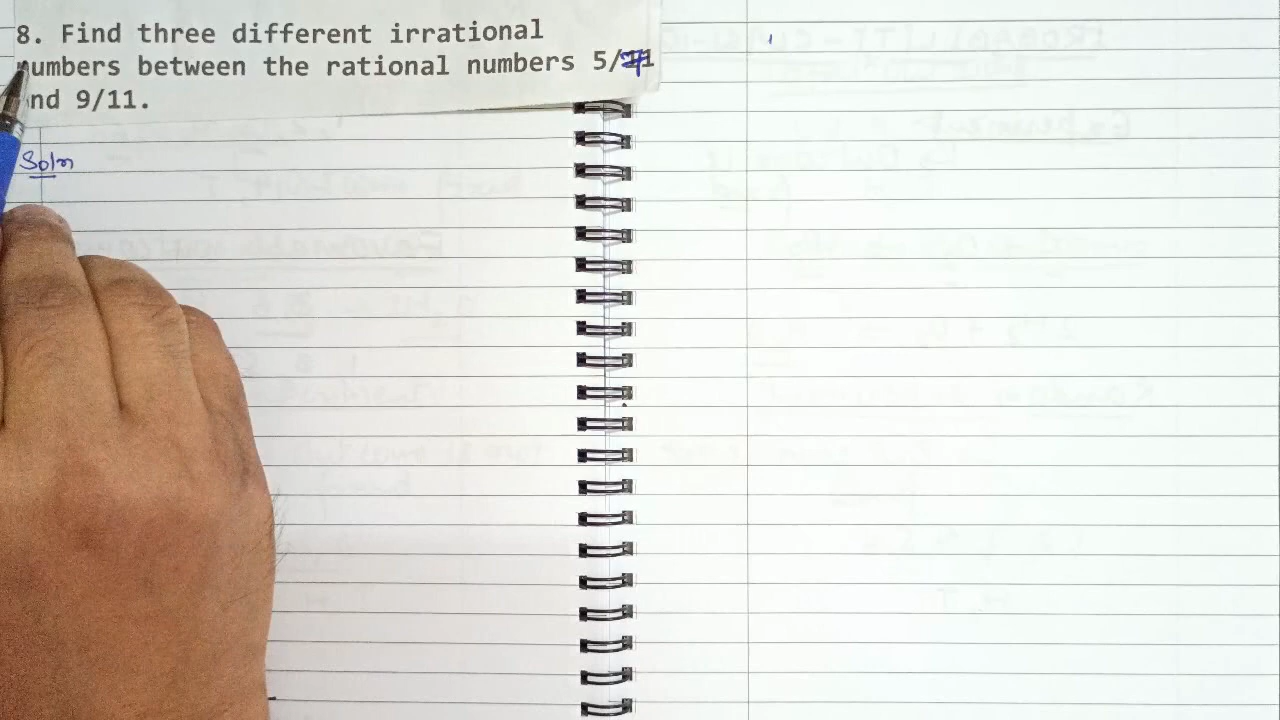 8. Find three different irrational
numbers between the rational numbers 5/7
nd 9/11.
Soln